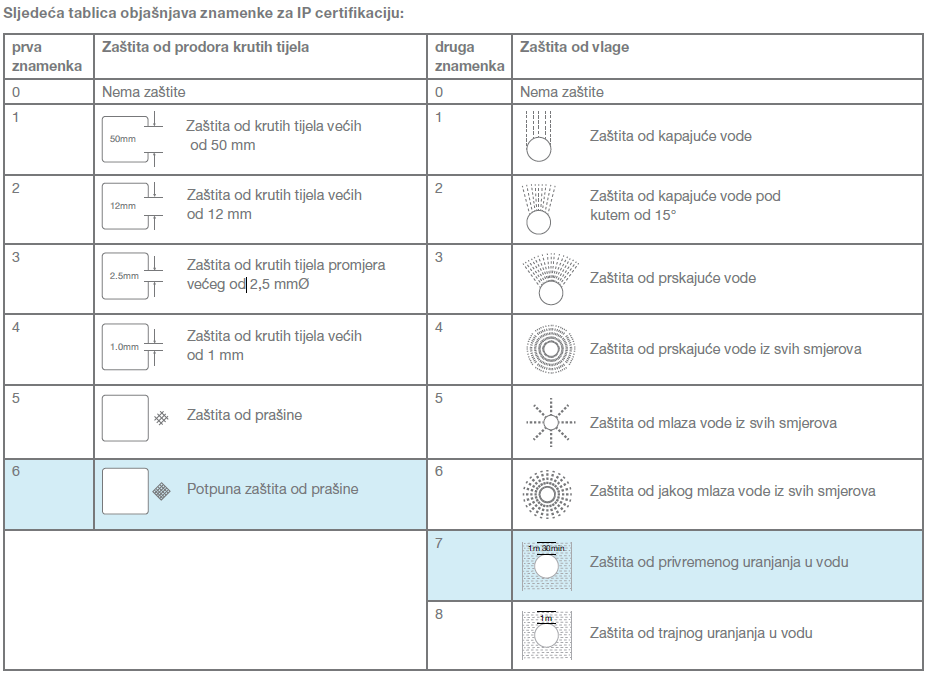 Sljedeća tablica objašnjava znamenke za IP certifikaciju:
prva
znamenka
Zaštita od prodora krutih tijela
druga
znamenka
Zaštita od vlage
0
Nema zaštite
0
Nema zaštite
1
50mm
Zaštita od krutih tijela većih
od 50 mm
1
Zaštita od kapajuće vode
2
12mm
Zaštita od krutih tijela većih
od 12 mm
2
Zaštita od kapajuće vode pod
kutem od 15°
3
2.5mm
Zaštita od krutih tijela promjera
većeg od 2,5 mmØ
3
Zaštita od prskajuće vode
4
1.0mm
Zaštita od krutih tijela većih
od 1 mm
4
Zaštita od prskajuće vode iz svih smjerova
5
Zaštita od prašine
5
Zaštita od mlaza vode iz svih smjerova
6
Potpuna zaštita od prašine
6
Zaštita od jakog mlaza vode iz svih smjerova
7
1m 30min
Zaštita od privremenog uranjanja u vodu
8
1m
Zaštita od trajnog uranjanja u vodu